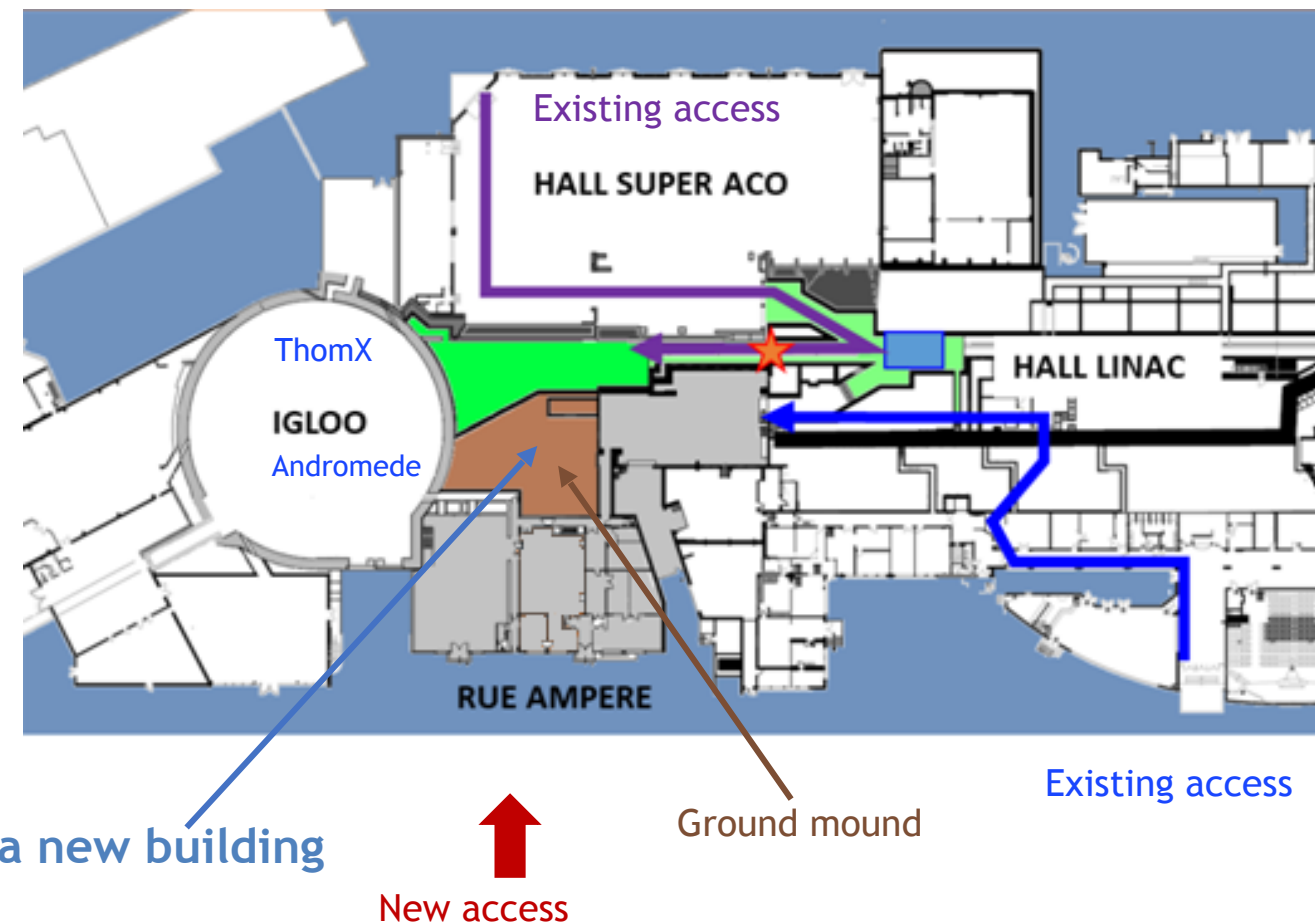 Existing access
HALL SUPER ACO
ThomX
HALL LINAC
IGLOO
Andromede
RUE AMPERE
Existing access
Ground mound
a new building
New access